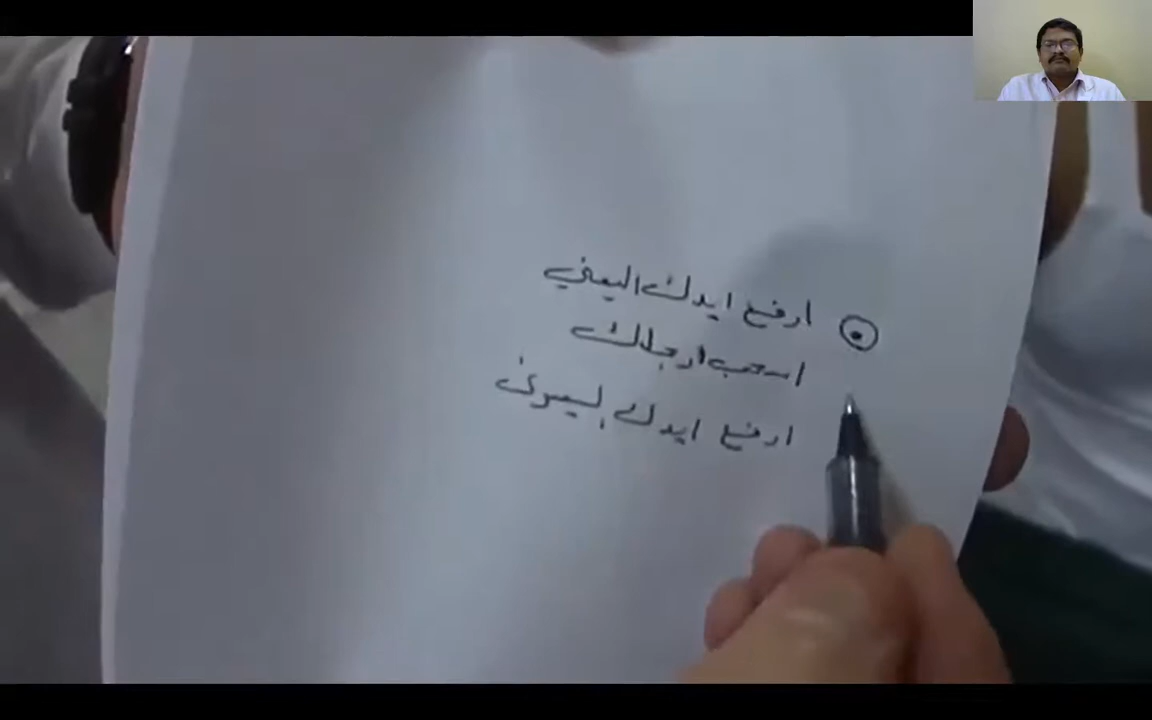 ارفع ايدك اليمنى
اسحب ارجلك
ارفع ايدك اليسرى